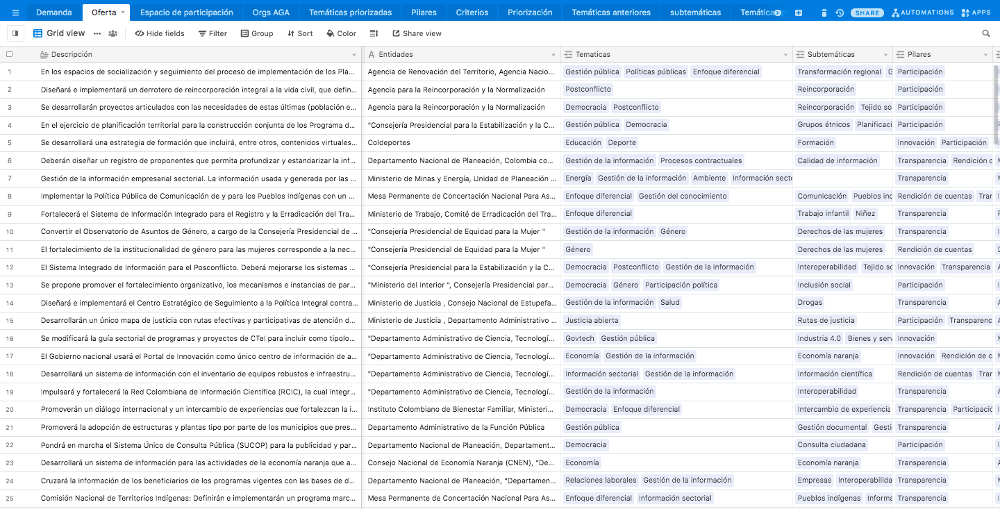 Demanda Oferta Espacio de participación Orgs AGA Temáticas priorizadas Pilares Criterios Priorización Temáticas anteriores subtemáticas Temática SHARE AUTOMATIONS APPS
Grid view Hide fields Filter Group Sort Color Share view
Descripción Entidades Tematicas Subtemáticas Pilares
1 En los espacios de socialización y seguimiento del proceso de implementación de los Pla... Agencia de Renovación del Territorio, Agencia Nacio... Gestión pública Políticas públicas Enfoque diferencial Transformación regional G Participación
2 Diseñará e implementará un derrotero de reincorporación integral a la vida civil, que defin... Agencia para la Reincorporación y la Normalización Postconflicto Reincorporación Participación
3 Se desarrollarán proyectos articulados con las necesidades de estas últimas (población e... Agencia para la Reincorporación y la Normalización Democracia Postconflicto Reincorporación Tejido so Participación
4 En el ejercicio de planificación territorial para la construcción conjunta de los Programa d... "Consejería Presidencial para la Estabilización y la C... Gestión pública Democracia Grupos étnicos Planificaci Participación
5 Se desarrollará una estrategia de formación que incluirá, entre otros, contenidos virtuales... Coldeportes Educación Deporte Formación Innovación Participación
6 Deberán diseñar un registro de proponentes que permita profundizar y estandarizar la inf... Departamento Nacional de Planeación, Colombia co... Gestión de la información Procesos contractuales Calidad de información Transparencia Rendición c
7 Gestión de la información empresarial sectorial. La información usada y generada por las ... Ministerio de Minas y Energía, Unidad de Planeación ... Energía Gestión de la información Ambiente Información secto Transparencia
8 Implementar la Política Pública de Comunicación de y para los Pueblos Indígenas con un ... Mesa Permanente de Concertación Nacional Para As... Enfoque diferencial Gestión del conocimiento Comunicación Pueblos ind Rendición de cuentas Trar
9 Fortalecerá el Sistema de Información Integrado para el Registro y la Erradicación del Tra... Ministerio de Trabajo, Comité de Erradicación del Tra... Enfoque diferencial Trabajo infantil Niñez Transparencia
10 Convertir el Observatorio de Asuntos de Género, a cargo de la Consejería Presidencial de ... "Consejería Presidencial de Equidad para la Mujer " Gestión de la información Género Derechos de las mujeres Transparencia
11 El fortalecimiento de la institucionalidad de género para las mujeres corresponde a la nec... "Consejería Presidencial de Equidad para la Mujer " Género Derechos de las mujeres Rendición de cuentas
12 El Sistema Integrado de Información para el Posconflicto. Deberá mejorarse los sistemas ... "Consejería Presidencial para la Estabilización y la C... Democracia Postconflicto Gestión de la información Interoperabilidad Tejido sc Innovación Transparencia
13 Se propone promover el fortalecimiento organizativo, los mecanismos e instancias de par... "Ministerio del Interior ", Consejería Presidencial par... Democracia Género Participación política Inclusión social Participación
14 Diseñará e implementará el Centro Estratégico de Seguimiento a la Política Integral contra... Ministerio de Justicia , Consejo Nacional de Estupefa... Gestión de la información Salud Drogas Transparencia
15 Desarrollarán un único mapa de justicia con rutas efectivas y participativas de atención d... Ministerio de Justicia , Departamento Administrativo ... Justicia abierta Rutas de justicia Participación Transparenc
16 Se modificará la guía sectorial de programas y proyectos de CTeI para incluir como tipolo... "Departamento Administrativo de Ciencia, Tecnologí... Govtech Gestión pública Industria 4.0 Bienes y serv Innovación
17 El Gobierno nacional usará el Portal de Innovación como único centro de información de a... "Departamento Administrativo de Ciencia, Tecnologí... Economía Gestión de la información Economía naranja Innovación Rendición de c
18 Desarrollará un sistema de información con el inventario de equipos robustos e infraestru... "Departamento Administrativo de Ciencia, Tecnologí... Información sectorial Gestión de la información Información científica Rendición de cuentas Trar
19 Impulsará y fortalecerá la Red Colombiana de Información Científica (RCIC), la cual integr... "Departamento Administrativo de Ciencia, Tecnologí... Gestión de la información Interoperabilidad Transparencia
20 Promoverán un diálogo internacional y un intercambio de experiencias que fortalezcan la i... Instituto Colombiano de Bienestar Familiar, Ministeri... Democracia Enfoque diferencial Intercambio de experiencia Transparencia Participació
21 Promoverá la adopción de estructuras y plantas tipo por parte de los municipios que pres... Departamento Administrativo de la Función Pública Gestión pública Gestión documental Gesti Transparencia
22 Pondrá en marcha el Sistema Único de Consulta Pública (SUCOP) para la publicidad y par... Departamento Nacional de Planeación, Departament... Democracia Consulta ciudadana Participación
23 Desarrollará un sistema de información para las actividades de la economía naranja que a... Consejo Nacional de Economía Naranja (CNEN), "De... Economía Economía naranja Transparencia
24 Cruzará la información de los beneficiarios de los programas vigentes con las bases de d... Departamento Nacional de Planeación, "Departamen... Relaciones laborales Gestión de la información Empresas Interoperabilida Transparencia
25 Comisión Nacional de Territorios Indígenas: Definirán e implementarán un programa marc... Mesa Permanente de Concertación Nacional Para As... Enfoque diferencial Información sectorial Pueblos indígenas Informa Transparencia